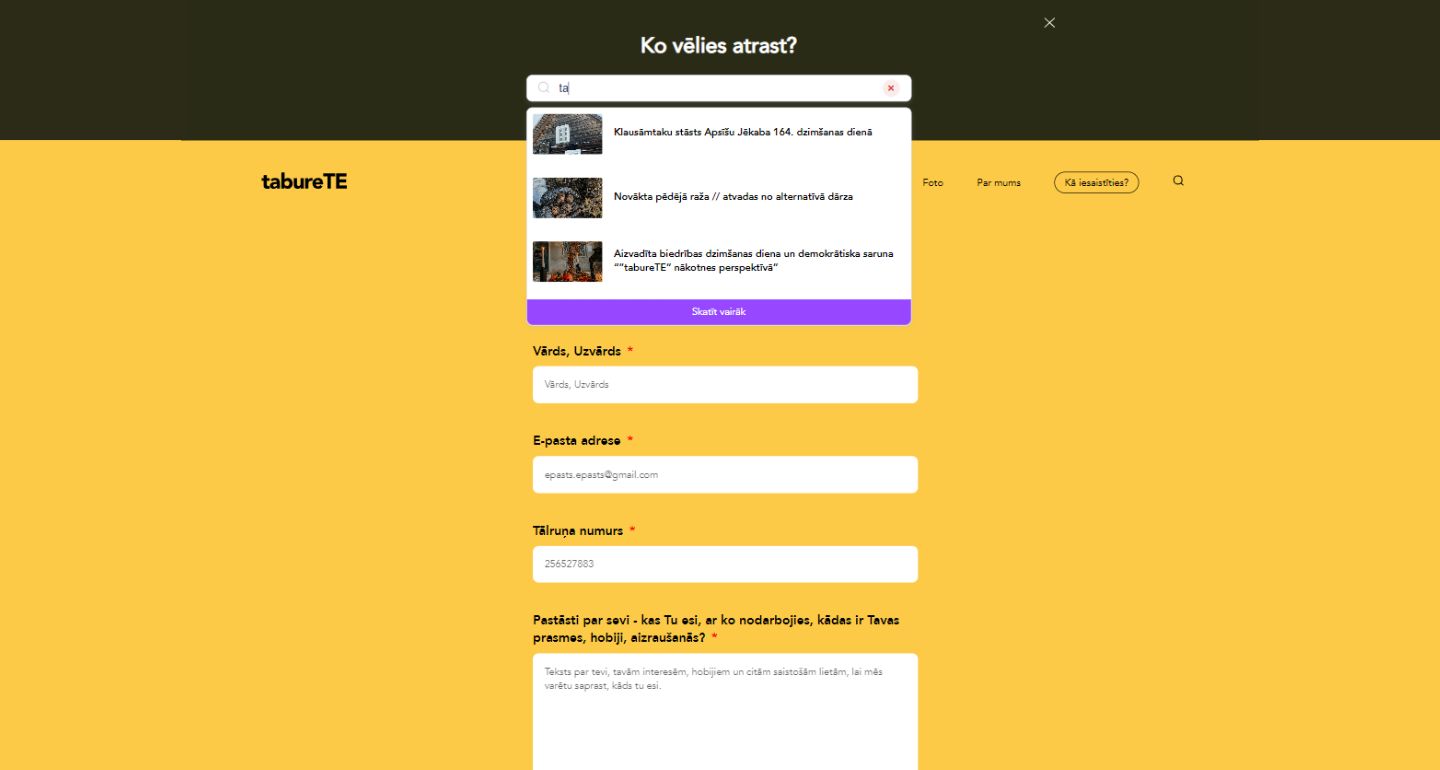 Ko vēlies atrast?
ta
Klausāmtaku stāsts Apsīšu Jēkaba 164. dzimšanas dienā
Novākta pēdējā raža // atvadas no alternatīvā dārza
Aizvadīta biedrības dzimšanas diena un demokrātiska saruna
“”tabureTE” nākotnes perspektīvā”
Skatīt vairāk
tabureTE
Foto
Par mums
Kā iesaistīties?
Vārds, Uzvārds *
Vārds, Uzvārds
E-pasta adrese *
epasts.epasts@gmail.com
Tālruņa numurs *
256527883
Pastāsti par sevi - kas Tu esi, ar ko nodarbojies, kādas ir Tavas
prasmes, hobiji, aizraušanās? *
Teksts par tevi, tavām interesēm, hobijiem un citām saistošām lietām, lai mēs
varētu saprast, kāds tu esi.